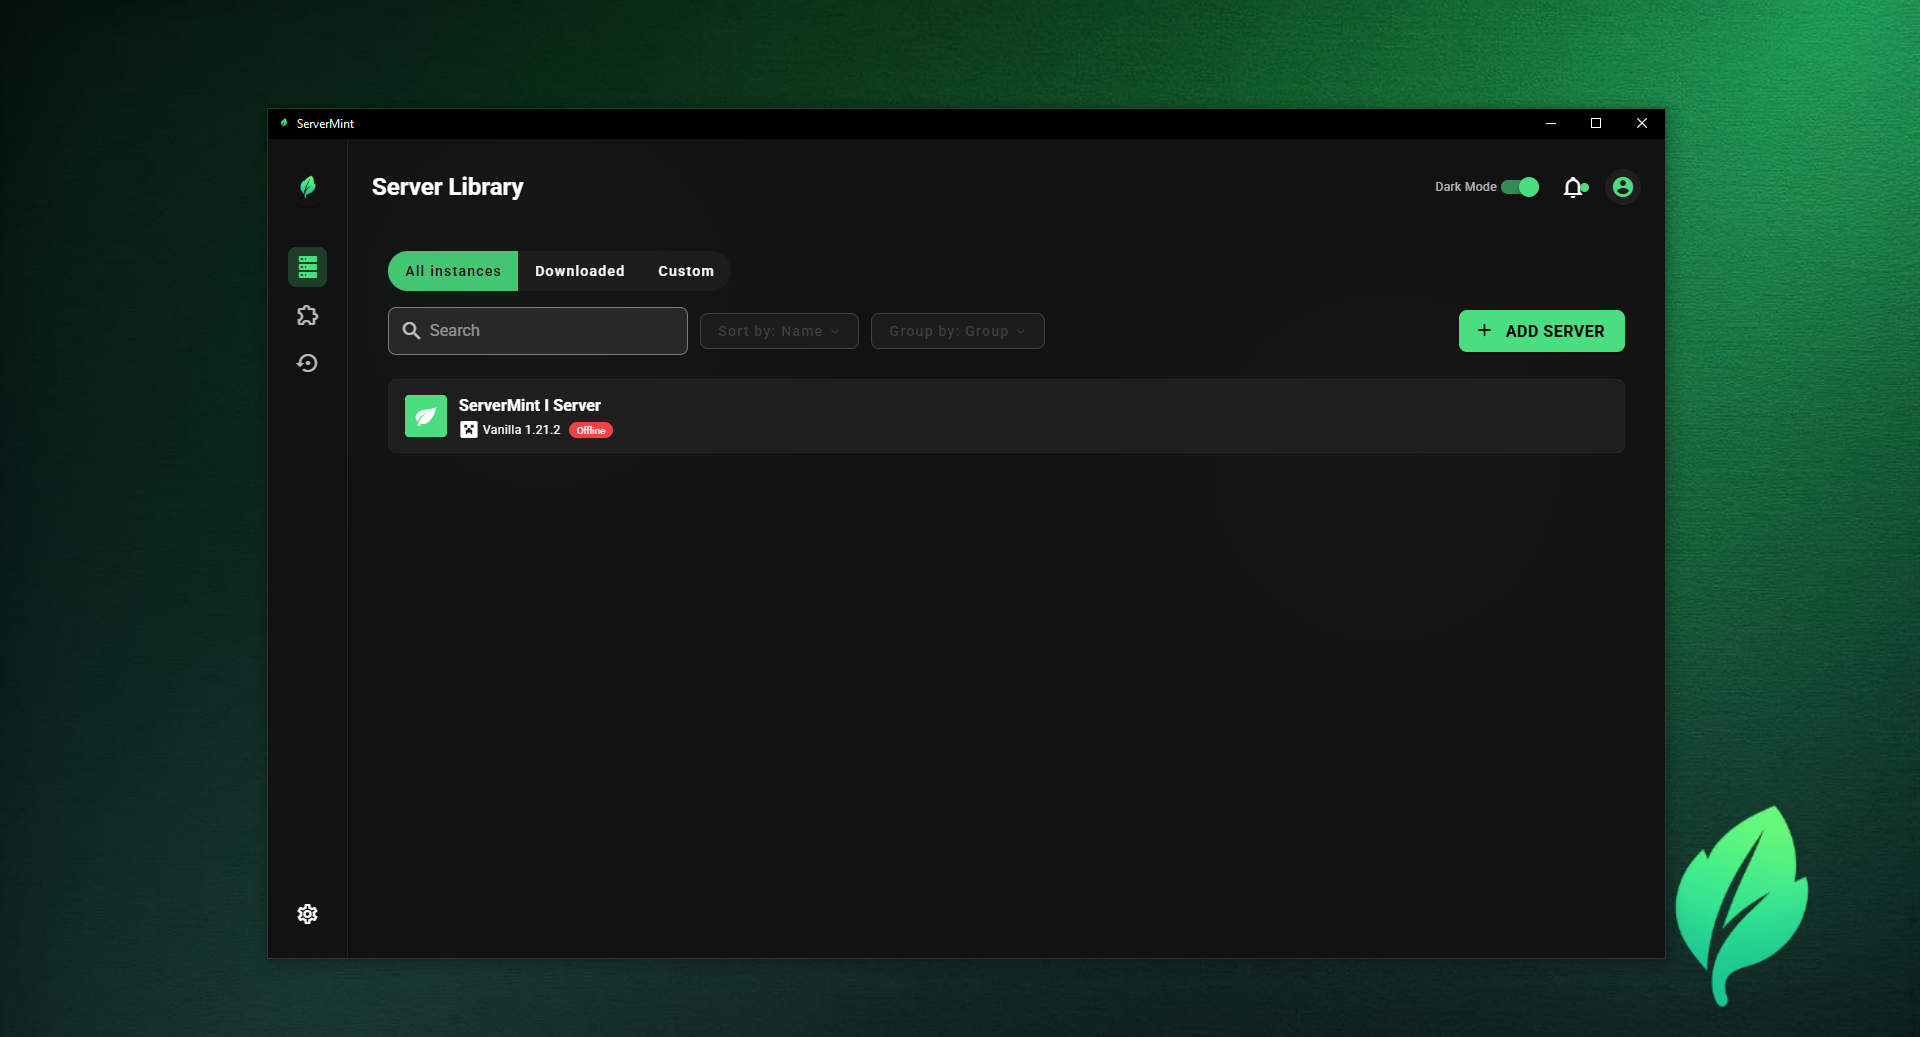 ServerMint
Server Library
Dark Mode
All instances Downloaded Custom
Search Sort by: Name Group by: Group + ADD SERVER
ServerMint I Server
Vanilla 1.21.2 Offline